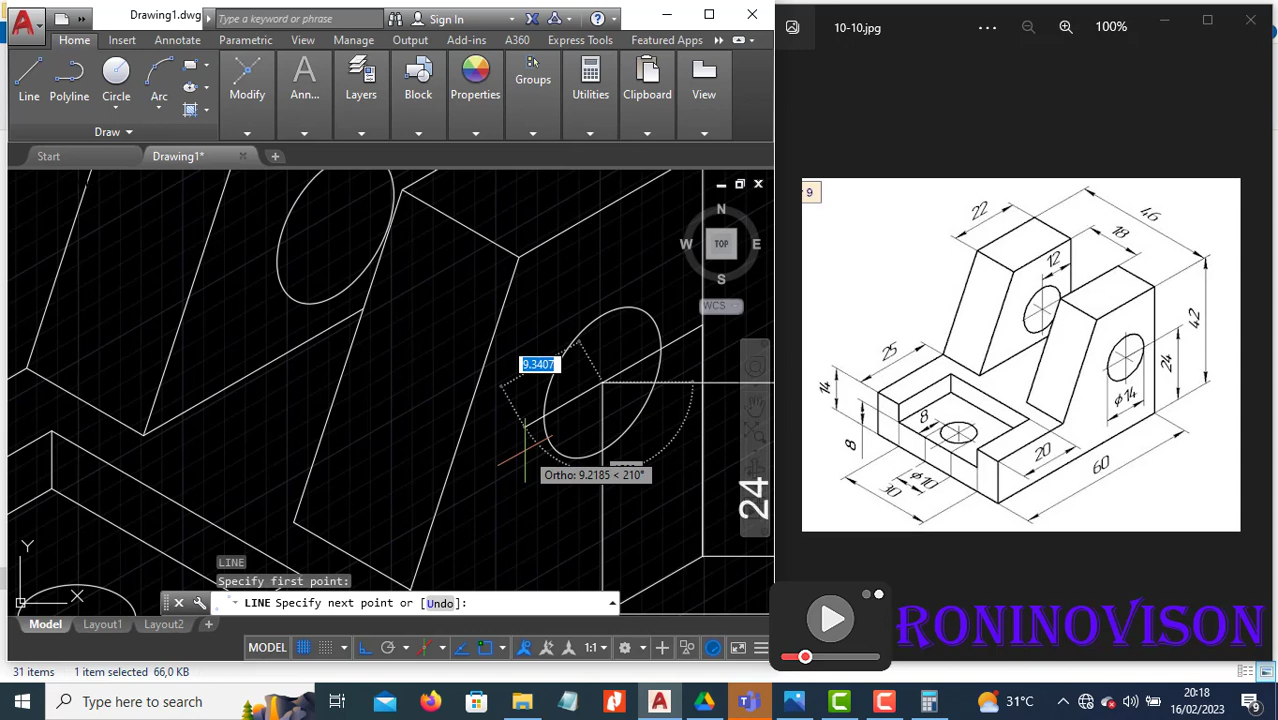 Drawing1.dwg
Type a keyword or phrase
Sign In
10-10.jpg
100%
Home Insert Annotate Parametric View Manage Output Add-ins A360 Express Tools Featured Apps
Line Polyline Circle Arc Modify Ann... Layers Block Properties Groups Utilities Clipboard View
Draw
Start
Drawing1*
N
W TOP E
S
WCS
9
22
46
18
12
42
25
24
14
8
ϕ14
8
20
60
ϕ10
30
9.3407
Ortho: 9.2185 < 210°
24
Y
X
LINE
Specify first point:
LINE Specify next point or [Undo]:
Model Layout1 Layout2
MODEL
1:1
RONINOVISON
31 items 1 item selected 66,0 KB
Type here to search
31°C
20:18
16/02/2023
9